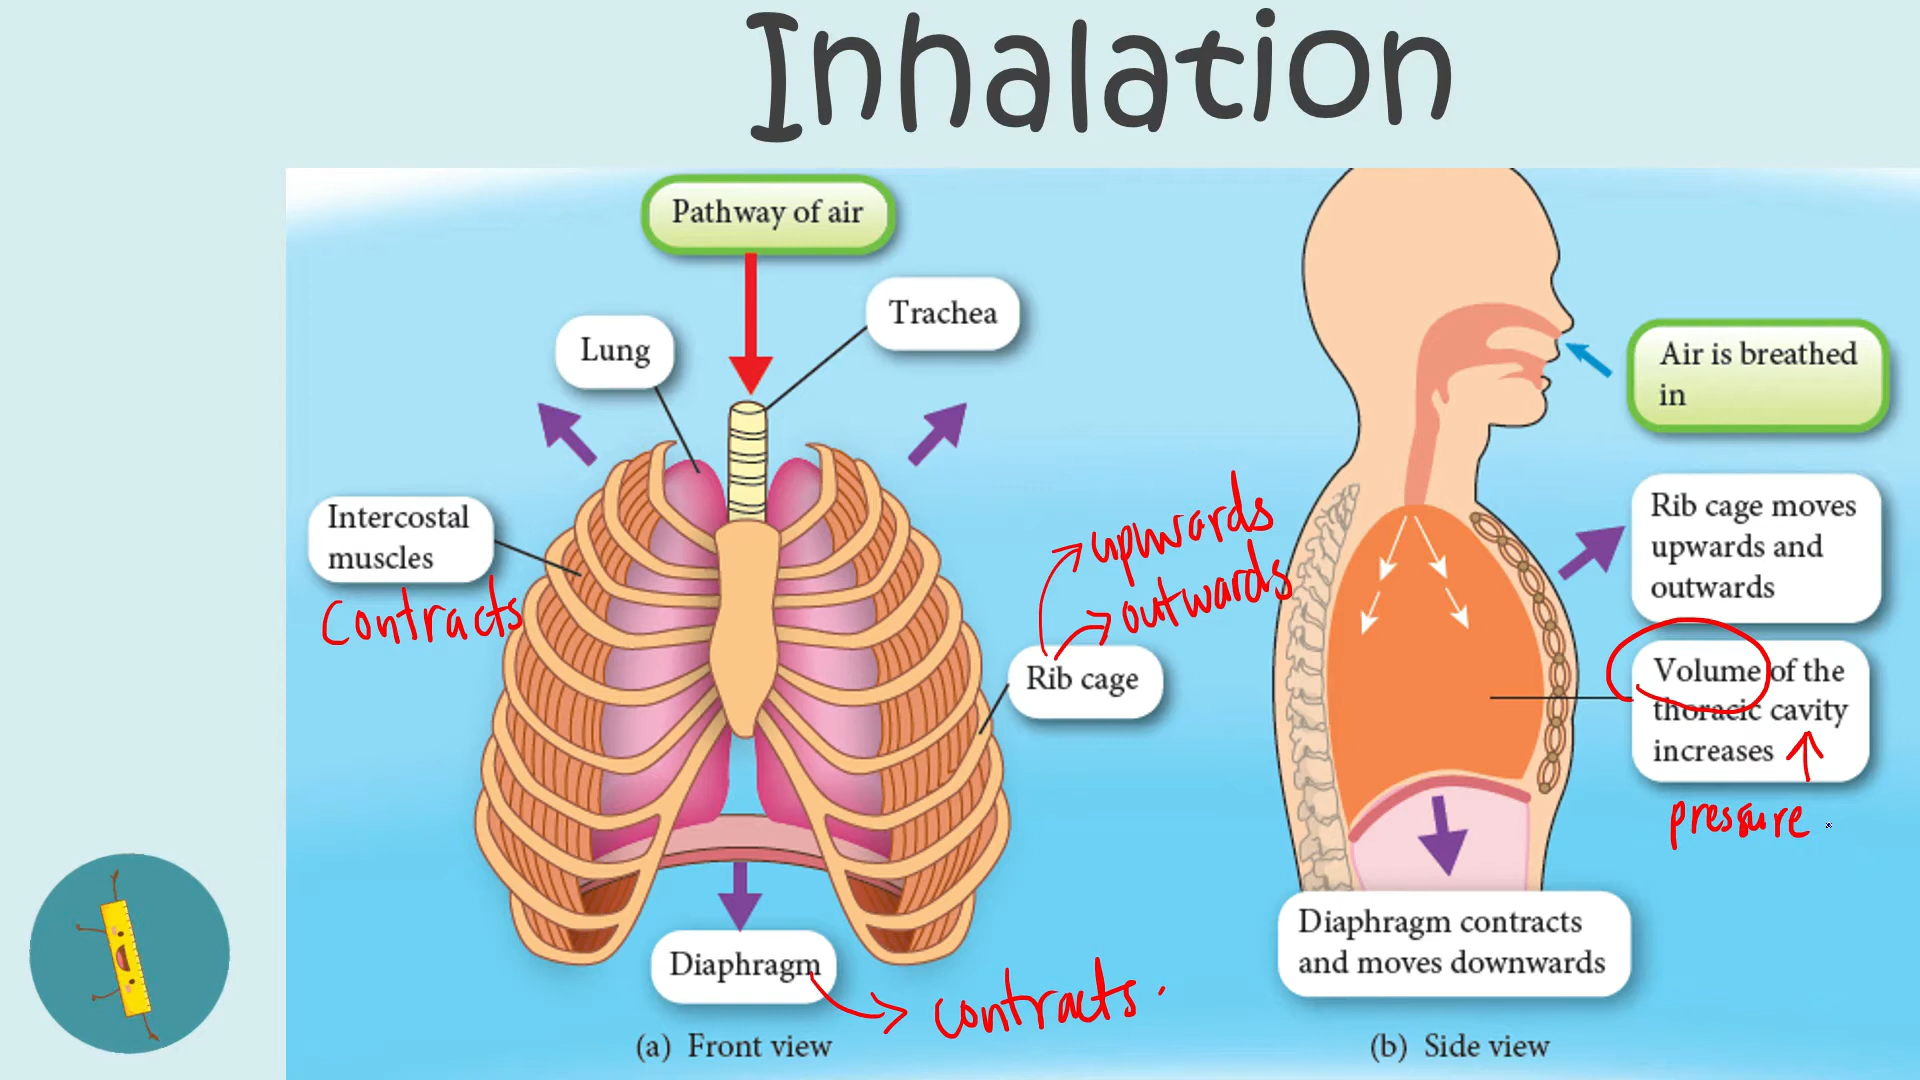 Inhalation
Pathway of air
Trachea
Lung
Intercostal
muscles
contracts
upwards
outwards
Rib cage
Diaphragm
contracts.
(a) Front view
Air is breathed
in
Rib cage moves
upwards and
outwards
Volume of the
thoracic cavity
increases ↑
pressure
Diaphragm contracts
and moves downwards
(b) Side view